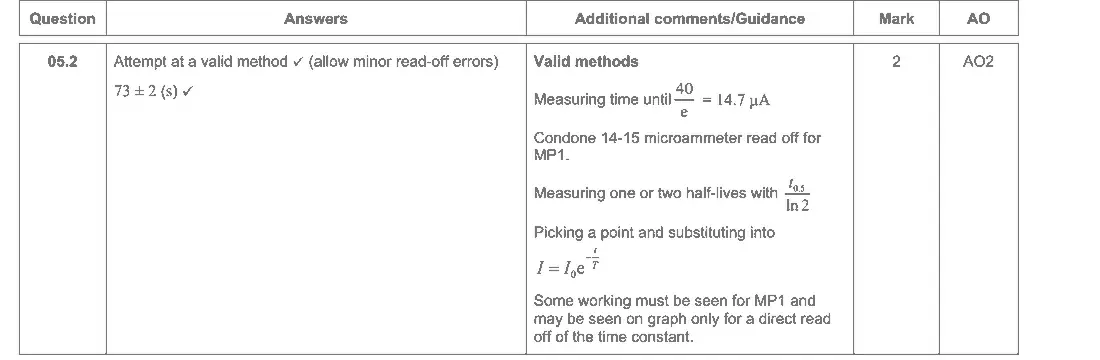 Question Answers Additional comments/Guidance Mark AO
05.2 Attempt at a valid method ✓ (allow minor read-off errors) Valid methods 2 AO2
73 ± 2 (s) ✓
Measuring time until 40/e = 14.7 μA
Condone 14-15 microammeter read off for
MP1.
Measuring one or two half-lives with t₀.₅/ln 2
Picking a point and substituting into
I = I₀e^(−t/T)
Some working must be seen for MP1 and
may be seen on graph only for a direct read
off of the time constant.